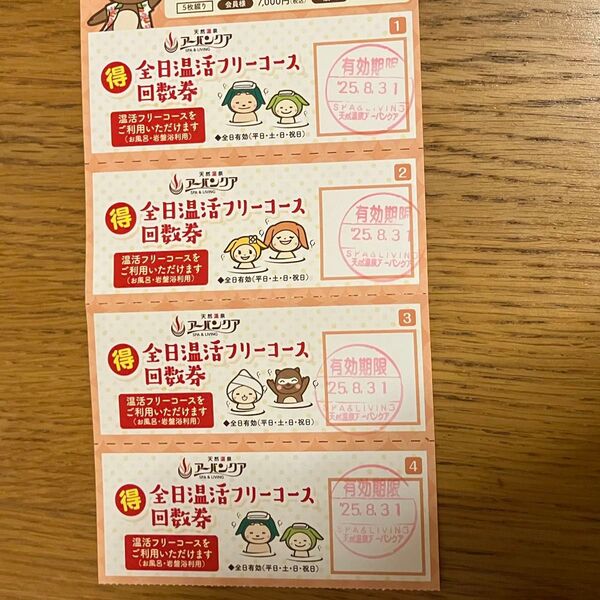 5枚綴り
会員様
7,000円(税込)
1
天然温泉
アーバンクア
SPA & LIVING
得 全日温活フリーコース
回数券
温活フリーコースを
ご利用いただけます
(お風呂・岩盤浴利用)
◆全日有効(平日・土・日・祝日)
有効期限
'25.8.31
SPA&LIVING
天然温泉アーバンクア
2
天然温泉
アーバンクア
SPA & LIVING
得 全日温活フリーコース
回数券
温活フリーコースを
ご利用いただけます
(お風呂・岩盤浴利用)
◆全日有効(平日・土・日・祝日)
有効期限
'25.8.31
SPA&LIVING
天然温泉アーバンクア
3
天然温泉
アーバンクア
SPA & LIVING
得 全日温活フリーコース
回数券
温活フリーコースを
ご利用いただけます
(お風呂・岩盤浴利用)
◆全日有効(平日・土・日・祝日)
有効期限
'25.8.31
SPA&LIVING
天然温泉アーバンクア
4
天然温泉
アーバンクア
SPA & LIVING
得 全日温活フリーコース
回数券
温活フリーコースを
ご利用いただけます
(お風呂・岩盤浴利用)
◆全日有効(平日・土・日・祝日)
有効期限
'25.8.31
SPA&LIVING
天然温泉アーバンクア